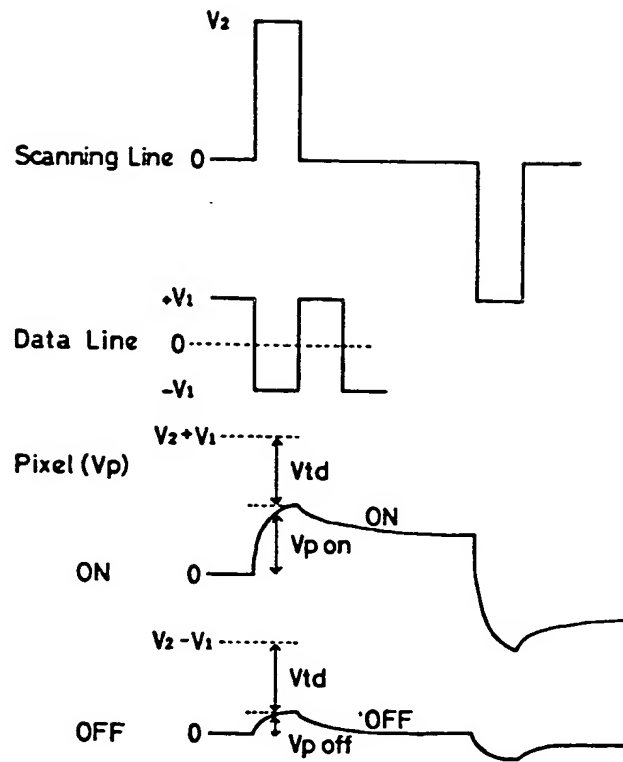 V2
Scanning Line 0
+V1
Data Line 0
-V1
V2+V1
Pixel (Vp)
Vtd
ON
Vp on
ON 0
V2-V1
Vtd
OFF
OFF 0
Vp off